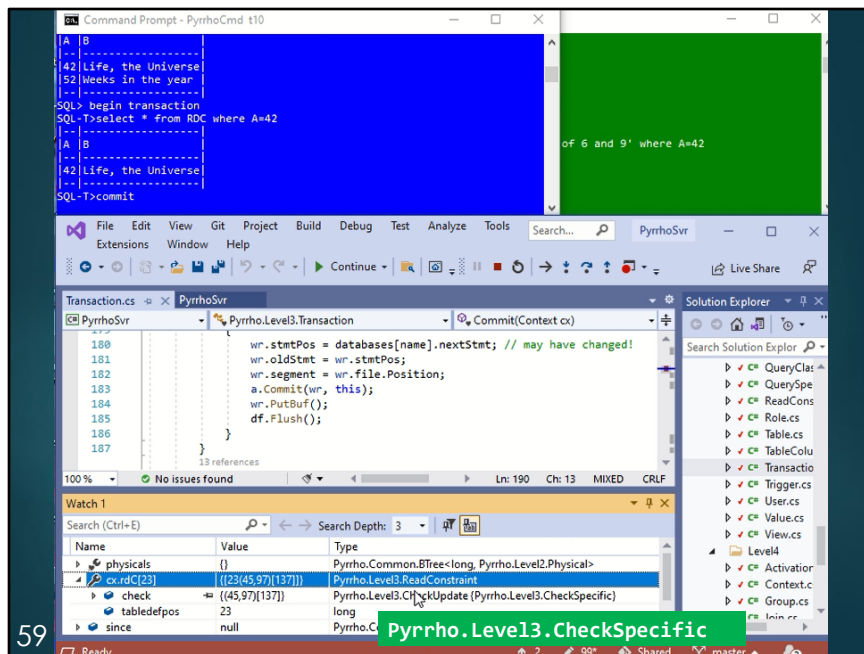 Command Prompt - PyrrhoCmd t10
|A |B |
|--|------------------|
|42|Life, the Universe|
|52|Weeks in the year |
|--|------------------|
SQL> begin transaction
SQL-T>select * from RDC where A=42
|--|------------------|
|A |B |
|--|------------------|
|42|Life, the Universe|
|--|------------------|
SQL-T>commit
of 6 and 9' where A=42
File Edit View Git Project Build Debug Test Analyze Tools
Search...
PyrrhoSvr
Extensions Window Help
Continue
Live Share
Transaction.cs
PyrrhoSvr
PyrrhoSvr
Pyrrho.Level3.Transaction
Commit(Context cx)
{
180 wr.stmtPos = databases[name].nextStmt; // may have changed!
181 wr.oldStmt = wr.stmtPos;
182 wr.segment = wr.file.Position;
183 a.Commit(wr, this);
184 wr.PutBuf();
185 df.Flush();
186 }
187 }
13 references
100 % No issues found Ln: 190 Ch: 13 MIXED CRLF
Solution Explorer
Search Solution Explor
C# QueryClas
C# QuerySpe
C# ReadCons
C# Role.cs
C# Table.cs
C# TableColu
C# Transactio
C# Trigger.cs
C# User.cs
C# Value.cs
C# View.cs
Level4
C# Activation
C# Context.c
C# Group.cs
C# Join.cs
Watch 1
Search (Ctrl+E)
Search Depth: 3
Name Value Type
physicals {} Pyrrho.Common.BTree<long, Pyrrho.Level2.Physical>
cx.rdC[23] {[23(45,97)[137]]} Pyrrho.Level3.ReadConstraint
check {(45,97)[137]} Pyrrho.Level3.CheckUpdate {Pyrrho.Level3.CheckSpecific}
tabledefpos 23 long
since null Pyrrho.C
Pyrrho.Level3.CheckSpecific
59
Ready 2 99* Shared master